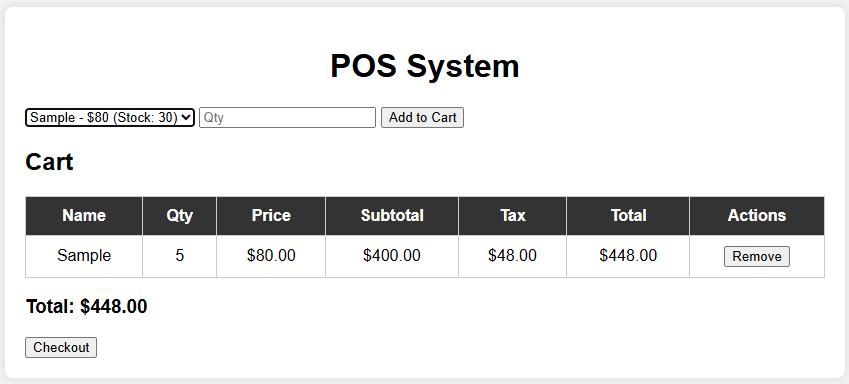 POS System
Sample - $80 (Stock: 30) Qty Add to Cart
Cart
Name Qty Price Subtotal Tax Total Actions
Sample 5 $80.00 $400.00 $48.00 $448.00 Remove
Total: $448.00
Checkout